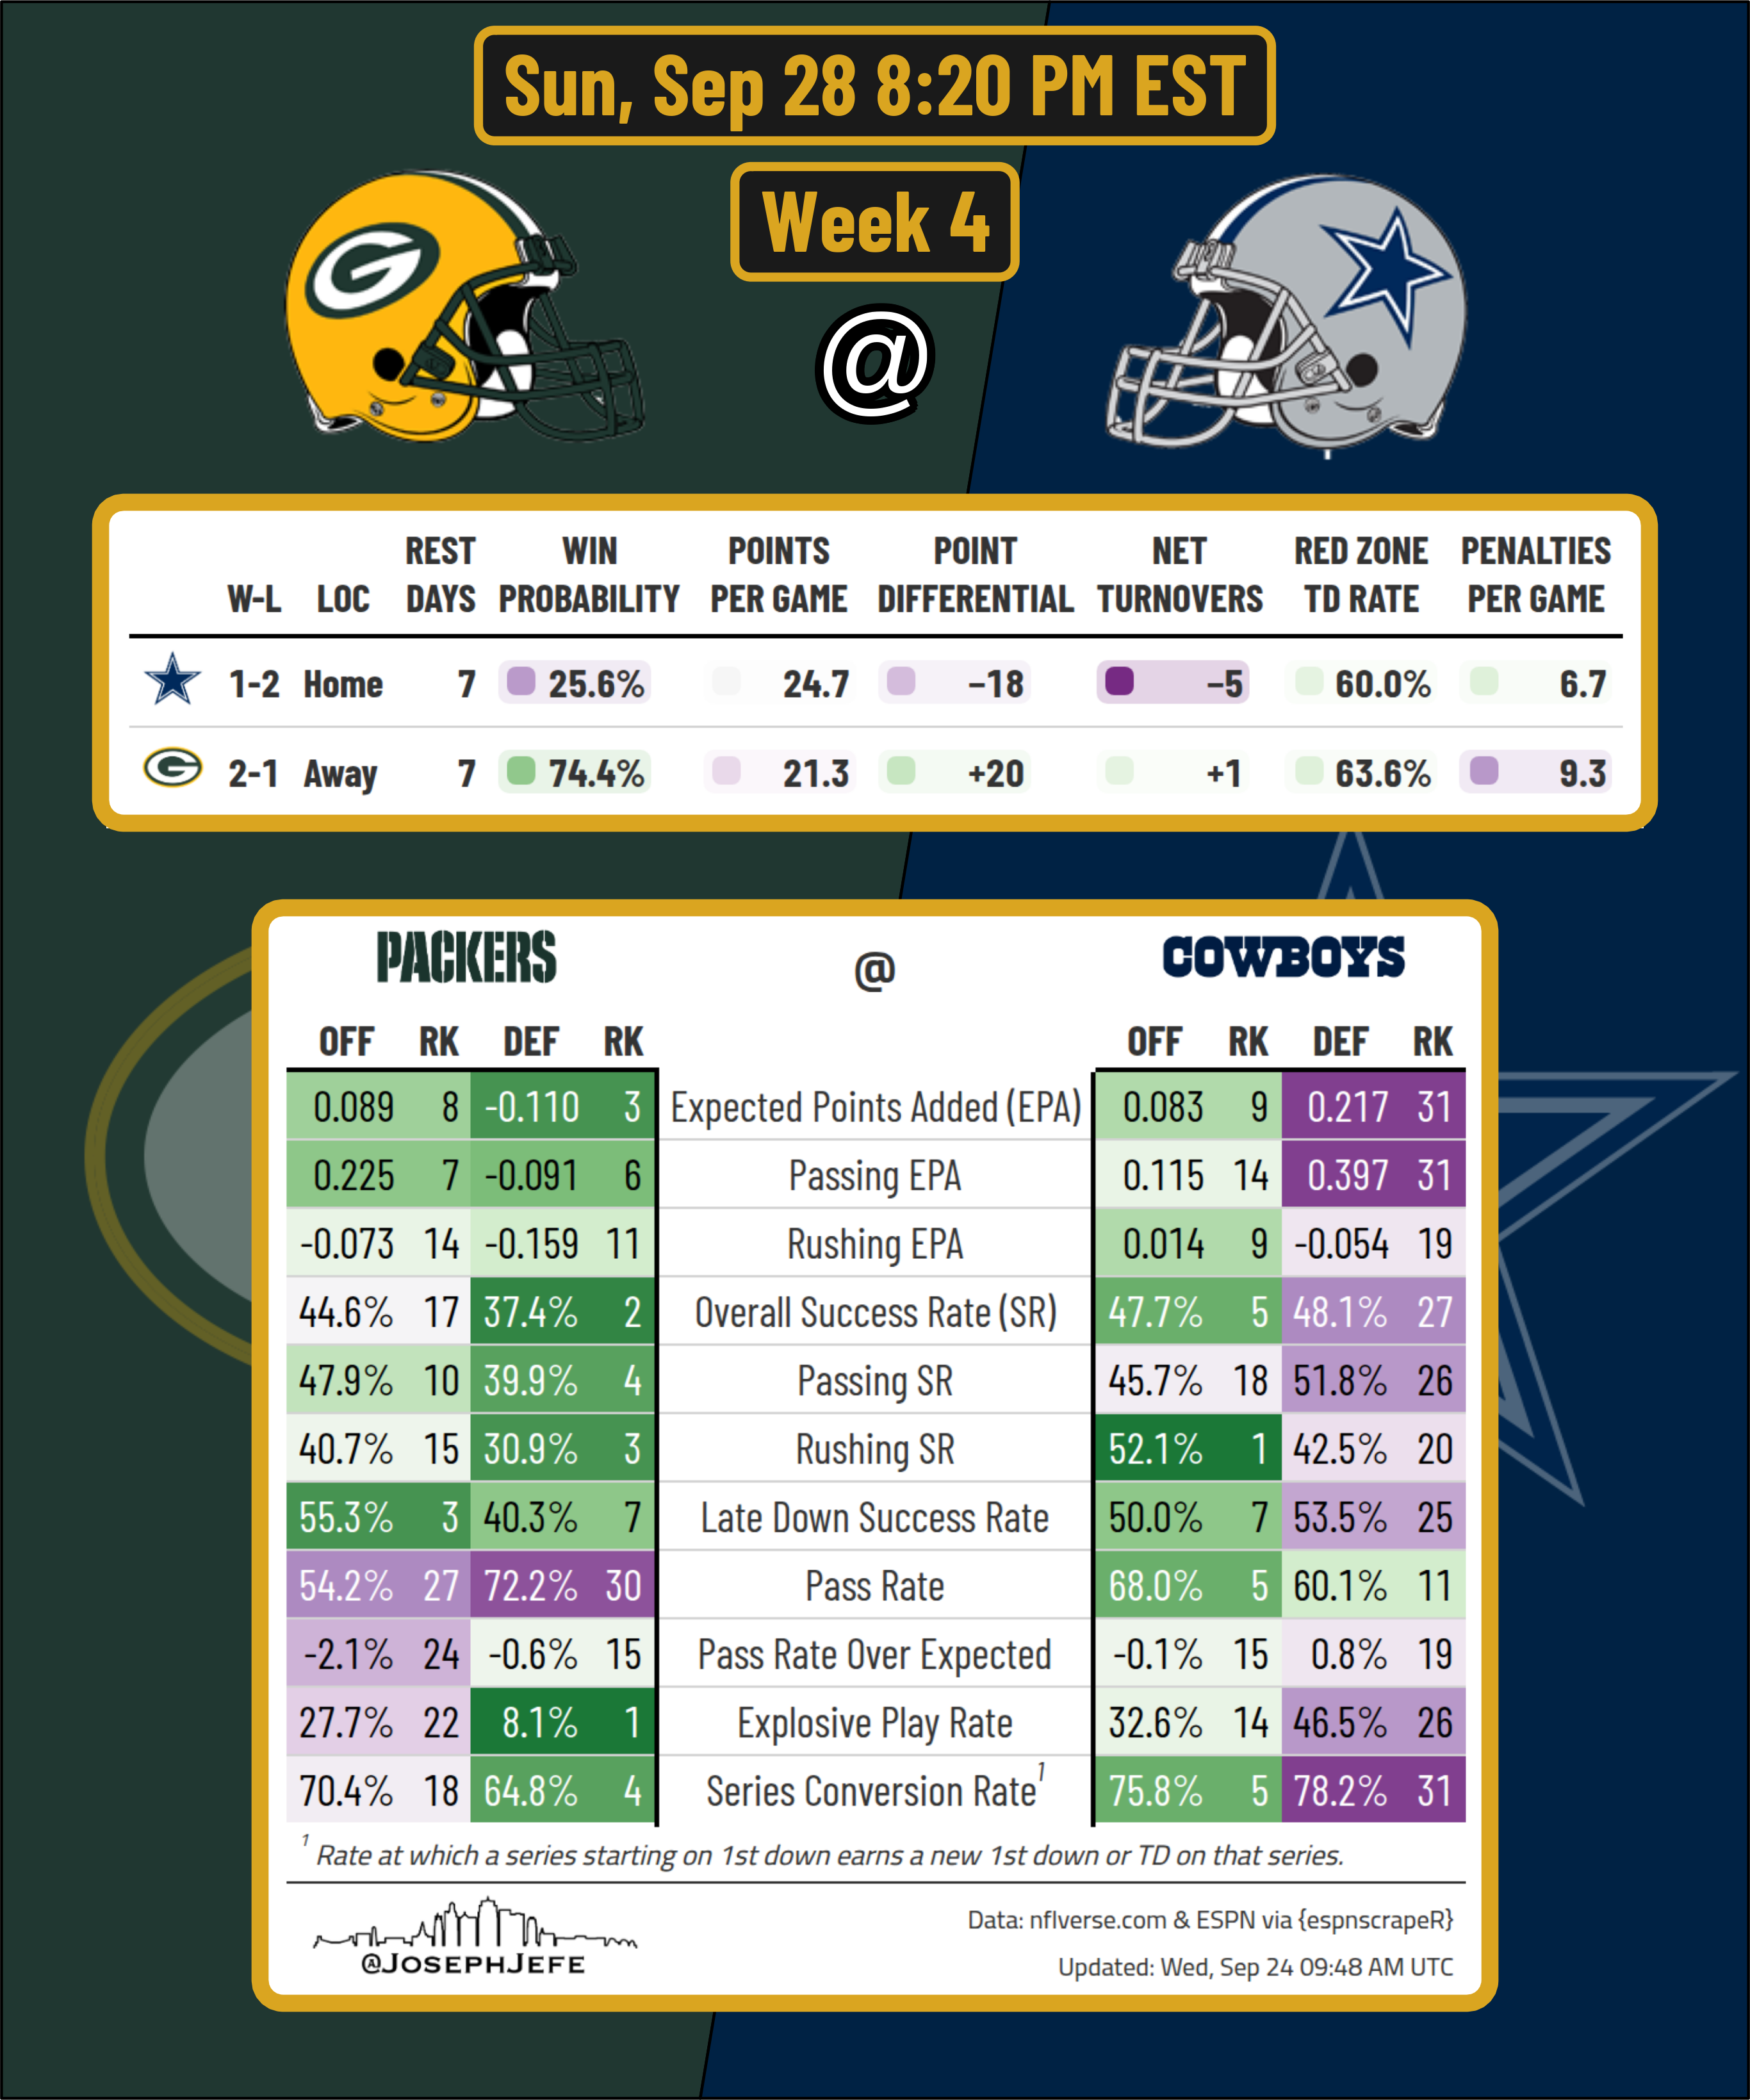 Sun, Sep 28 8:20 PM EST
Week 4
G
@
W-L LOC REST DAYS WIN PROBABILITY POINTS PER GAME POINT DIFFERENTIAL NET TURNOVERS RED ZONE TD RATE PENALTIES PER GAME
1-2 Home 7 25.6% 24.7 −18 −5 60.0% 6.7
G 2-1 Away 7 74.4% 21.3 +20 +1 63.6% 9.3
PACKERS @ COWBOYS
OFF RK DEF RK OFF RK DEF RK
0.089 8 -0.110 3 Expected Points Added (EPA) 0.083 9 0.217 31
0.225 7 -0.091 6 Passing EPA 0.115 14 0.397 31
-0.073 14 -0.159 11 Rushing EPA 0.014 9 -0.054 19
44.6% 17 37.4% 2 Overall Success Rate (SR) 47.7% 5 48.1% 27
47.9% 10 39.9% 4 Passing SR 45.7% 18 51.8% 26
40.7% 15 30.9% 3 Rushing SR 52.1% 1 42.5% 20
55.3% 3 40.3% 7 Late Down Success Rate 50.0% 7 53.5% 25
54.2% 27 72.2% 30 Pass Rate 68.0% 5 60.1% 11
-2.1% 24 -0.6% 15 Pass Rate Over Expected -0.1% 15 0.8% 19
27.7% 22 8.1% 1 Explosive Play Rate 32.6% 14 46.5% 26
70.4% 18 64.8% 4 Series Conversion Rate¹ 75.8% 5 78.2% 31
¹ Rate at which a series starting on 1st down earns a new 1st down or TD on that series.
@JOSEPHJEFE
Data: nflverse.com & ESPN via {espnscrapeR}
Updated: Wed, Sep 24 09:48 AM UTC